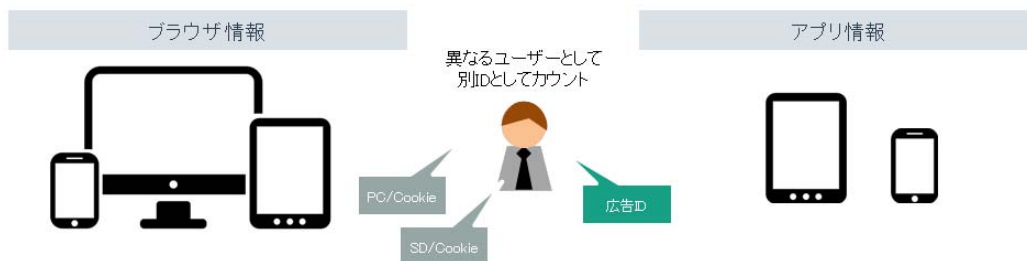 ブラウザ情報
アプリ情報
異なるユーザーとして
別IDとしてカウント
PC/Cookie
広告ID
SD/Cookie